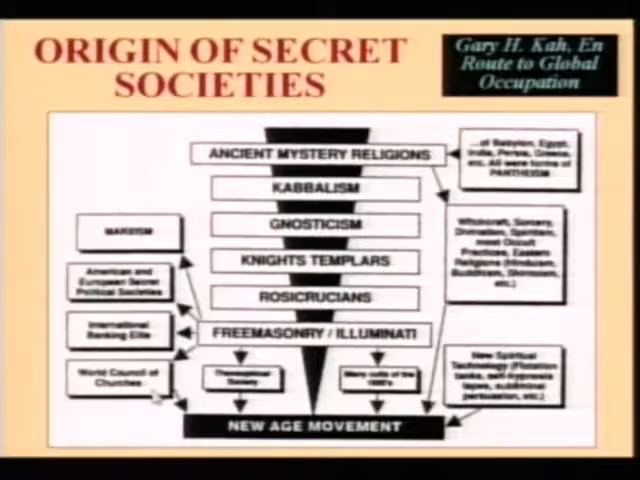 ORIGIN OF SECRET
SOCIETIES
Gary H. Kah, En
Route to Global
Occupation
ANCIENT MYSTERY RELIGIONS
...of Babylon, Egypt,
India, Persia, Greece,
etc. All were forms of
PANTHEISM
KABBALISM
GNOSTICISM
KNIGHTS TEMPLARS
ROSICRUCIANS
FREEMASONRY / ILLUMINATI
Witchcraft, Sorcery,
Divination, Spiritism,
most Occult
Practices, Eastern
Religions (Hinduism,
Buddhism, Shintoism,
etc.)
MARXISM
American and
European Secret
Political Societies
International
Banking Elite
World Council of
Churches
Theosophical
Society
Many cults of the
New Spiritual
Technology (Flotation
tanks, self-hypnosis
tapes, subliminal
persuasion, etc.)
NEW AGE MOVEMENT